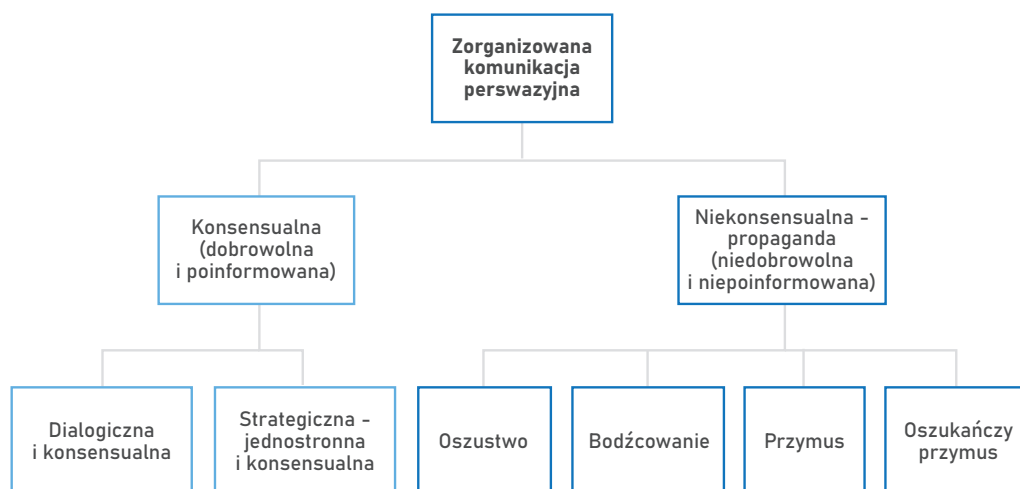 Zorganizowana
komunikacja
perswazyjna
Konsensualna
(dobrowolna
i poinformowana)
Niekonsensualna -
propaganda
(niedobrowolna
i niepoinformowana)
Dialogiczna
i konsensualna
Strategiczna -
jednostronna
i konsensualna
Oszustwo
Bodźcowanie
Przymus
Oszukańczy
przymus